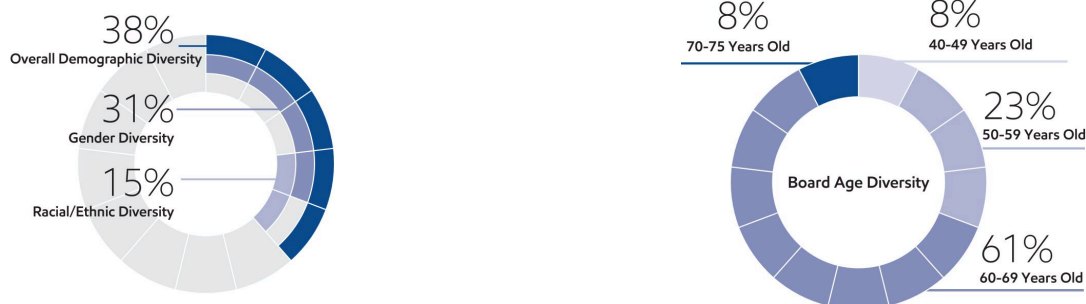 38%
Overall Demographic Diversity
31%
Gender Diversity
15%
Racial/Ethnic Diversity
8%
70-75 Years Old
8%
40-49 Years Old
23%
50-59 Years Old
Board Age Diversity
61%
60-69 Years Old